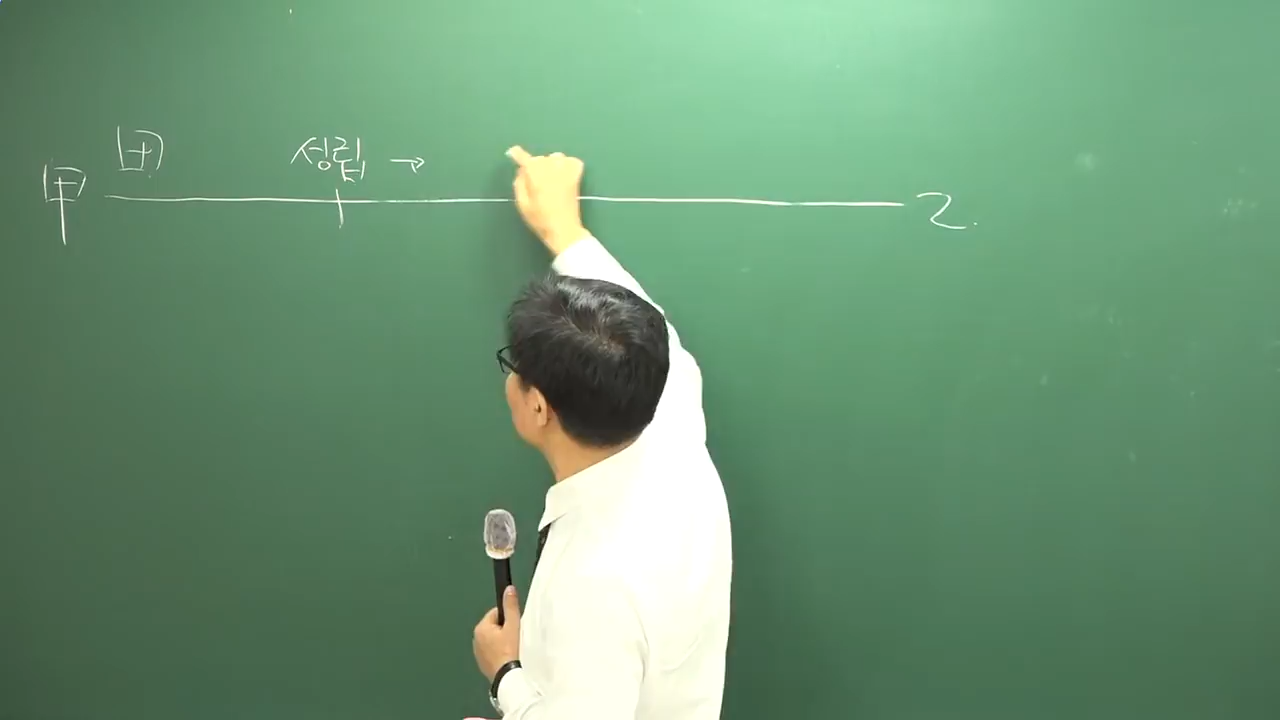 田 성립 →
甲 乙.